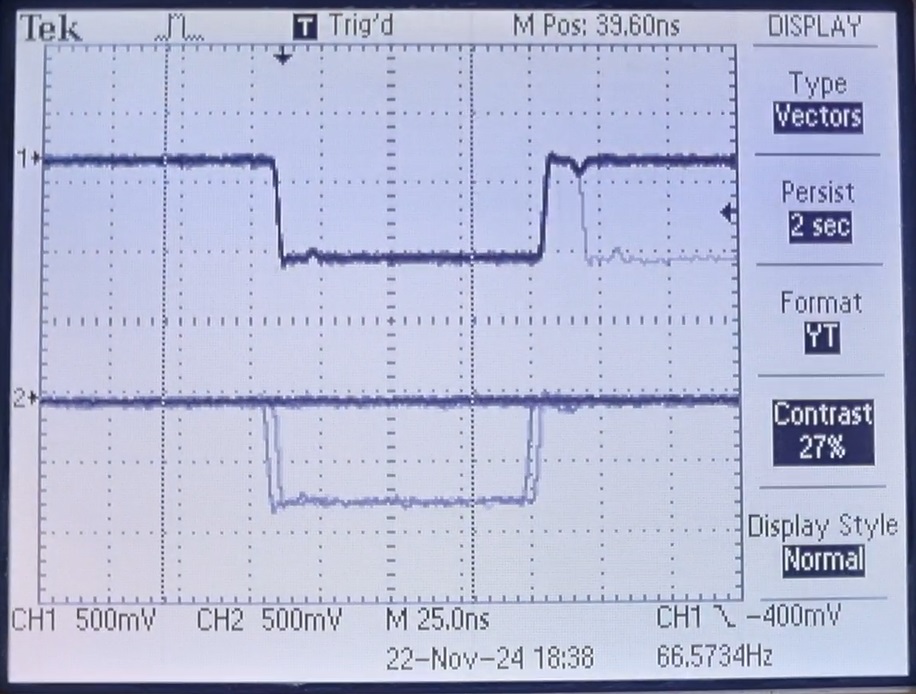 Tek T Trig'd M Pos: 39.60ns DISPLAY
Type
Vectors
1
Persist
2 sec
Format
YT
2
Contrast
27%
Display Style
Normal
CH1 500mV CH2 500mV M 25.0ns CH1 -400mV
22-Nov-24 18:38 66.5734Hz